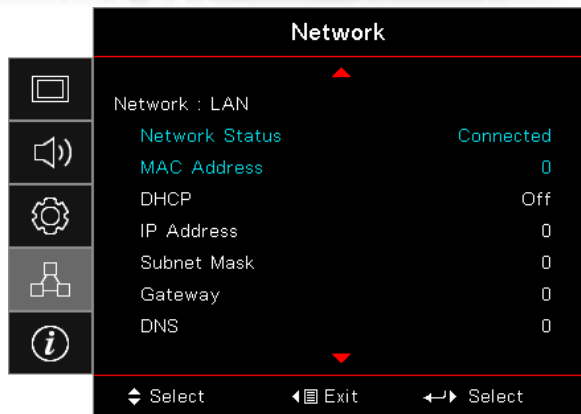 Network
Network : LAN
Network Status Connected
MAC Address 0
DHCP Off
IP Address 0
Subnet Mask 0
Gateway 0
DNS 0
Select Exit Select